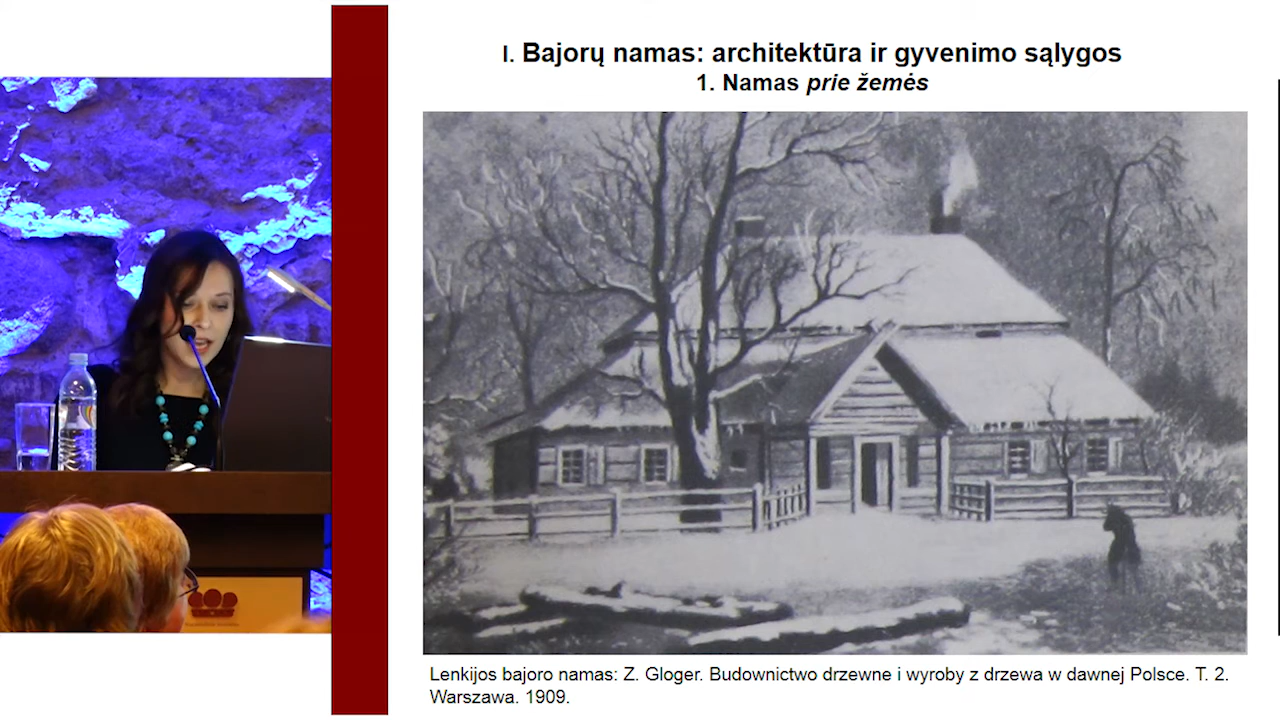 I. Bajorų namas: architektūra ir gyvenimo sąlygos
1. Namas prie žemės
Lenkijos bajoro namas: Z. Gloger. Budownictwo drzewne i wyroby z drzewa w dawnej Polsce. T. 2.
Warszawa. 1909.